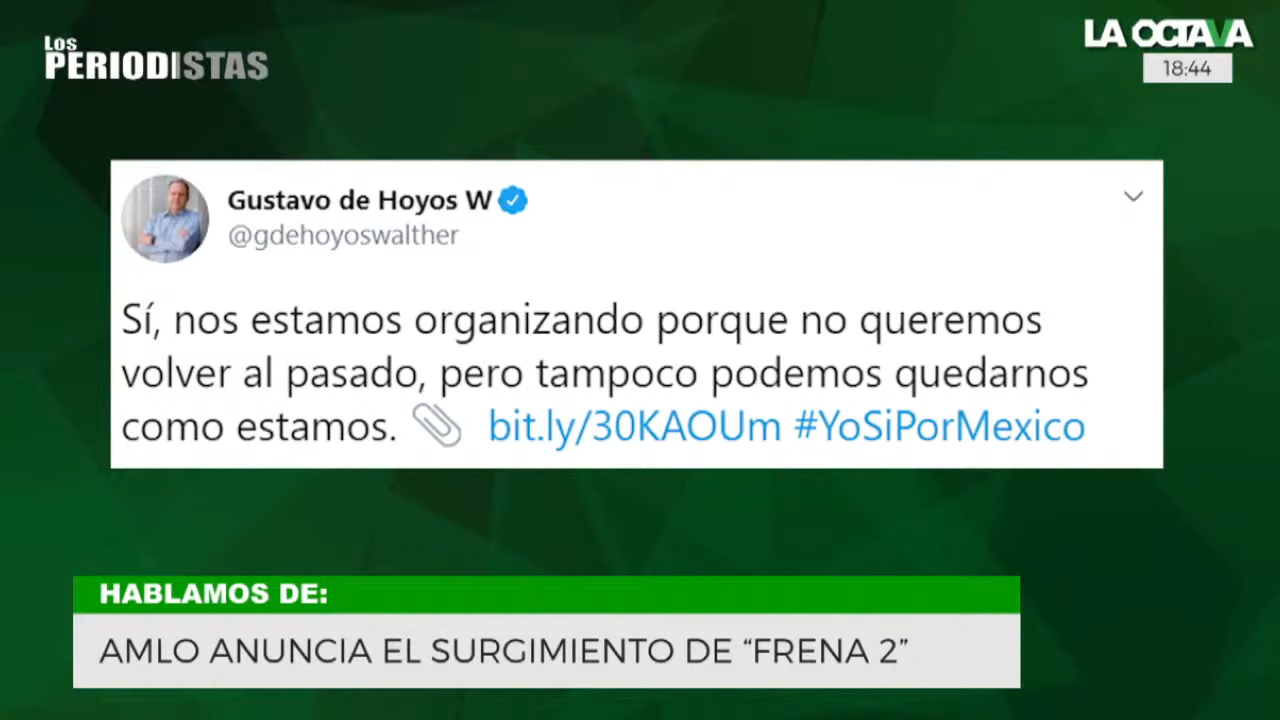 Los
PERIODISTAS
LA OCTAVA
18:44
Gustavo de Hoyos W
@gdehoyoswalther
Sí, nos estamos organizando porque no queremos
volver al pasado, pero tampoco podemos quedarnos
como estamos. bit.ly/30KAOUm #YoSiPorMexico
HABLAMOS DE:
AMLO ANUNCIA EL SURGIMIENTO DE “FRENA 2”